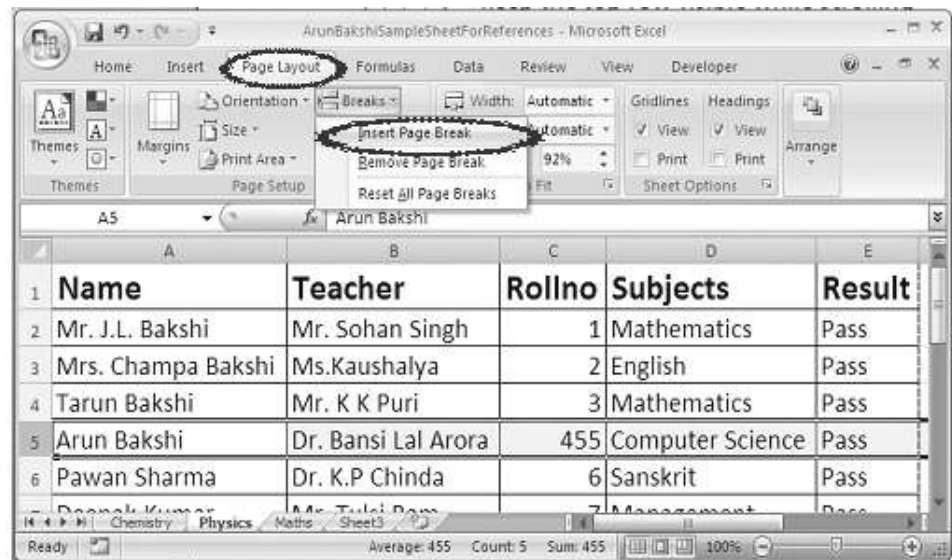 ArunBakshiSampleSheetForReferences - Microsoft Excel
Home Insert Page Layout Formulas Data Review View Developer
Orientation Breaks Width: Automatic Gridlines Headings
Aa Size Insert Page Break Automatic View View
Themes Margins Print Area Remove Page Break 92% Print Print Arrange
Themes Page Setup Reset All Page Breaks Fit Sheet Options
A5 fx Arun Bakshi
A B C D E
1 Name Teacher Rollno Subjects Result
2 Mr. J.L. Bakshi Mr. Sohan Singh 1 Mathematics Pass
3 Mrs. Champa Bakshi Ms.Kaushalya 2 English Pass
4 Tarun Bakshi Mr. K K Puri 3 Mathematics Pass
5 Arun Bakshi Dr. Bansi Lal Arora 455 Computer Science Pass
6 Pawan Sharma Dr. K.P Chinda 6 Sanskrit Pass
Chemistry Physics Maths Sheet3
Ready Average: 455 Count: 5 Sum: 455 100%